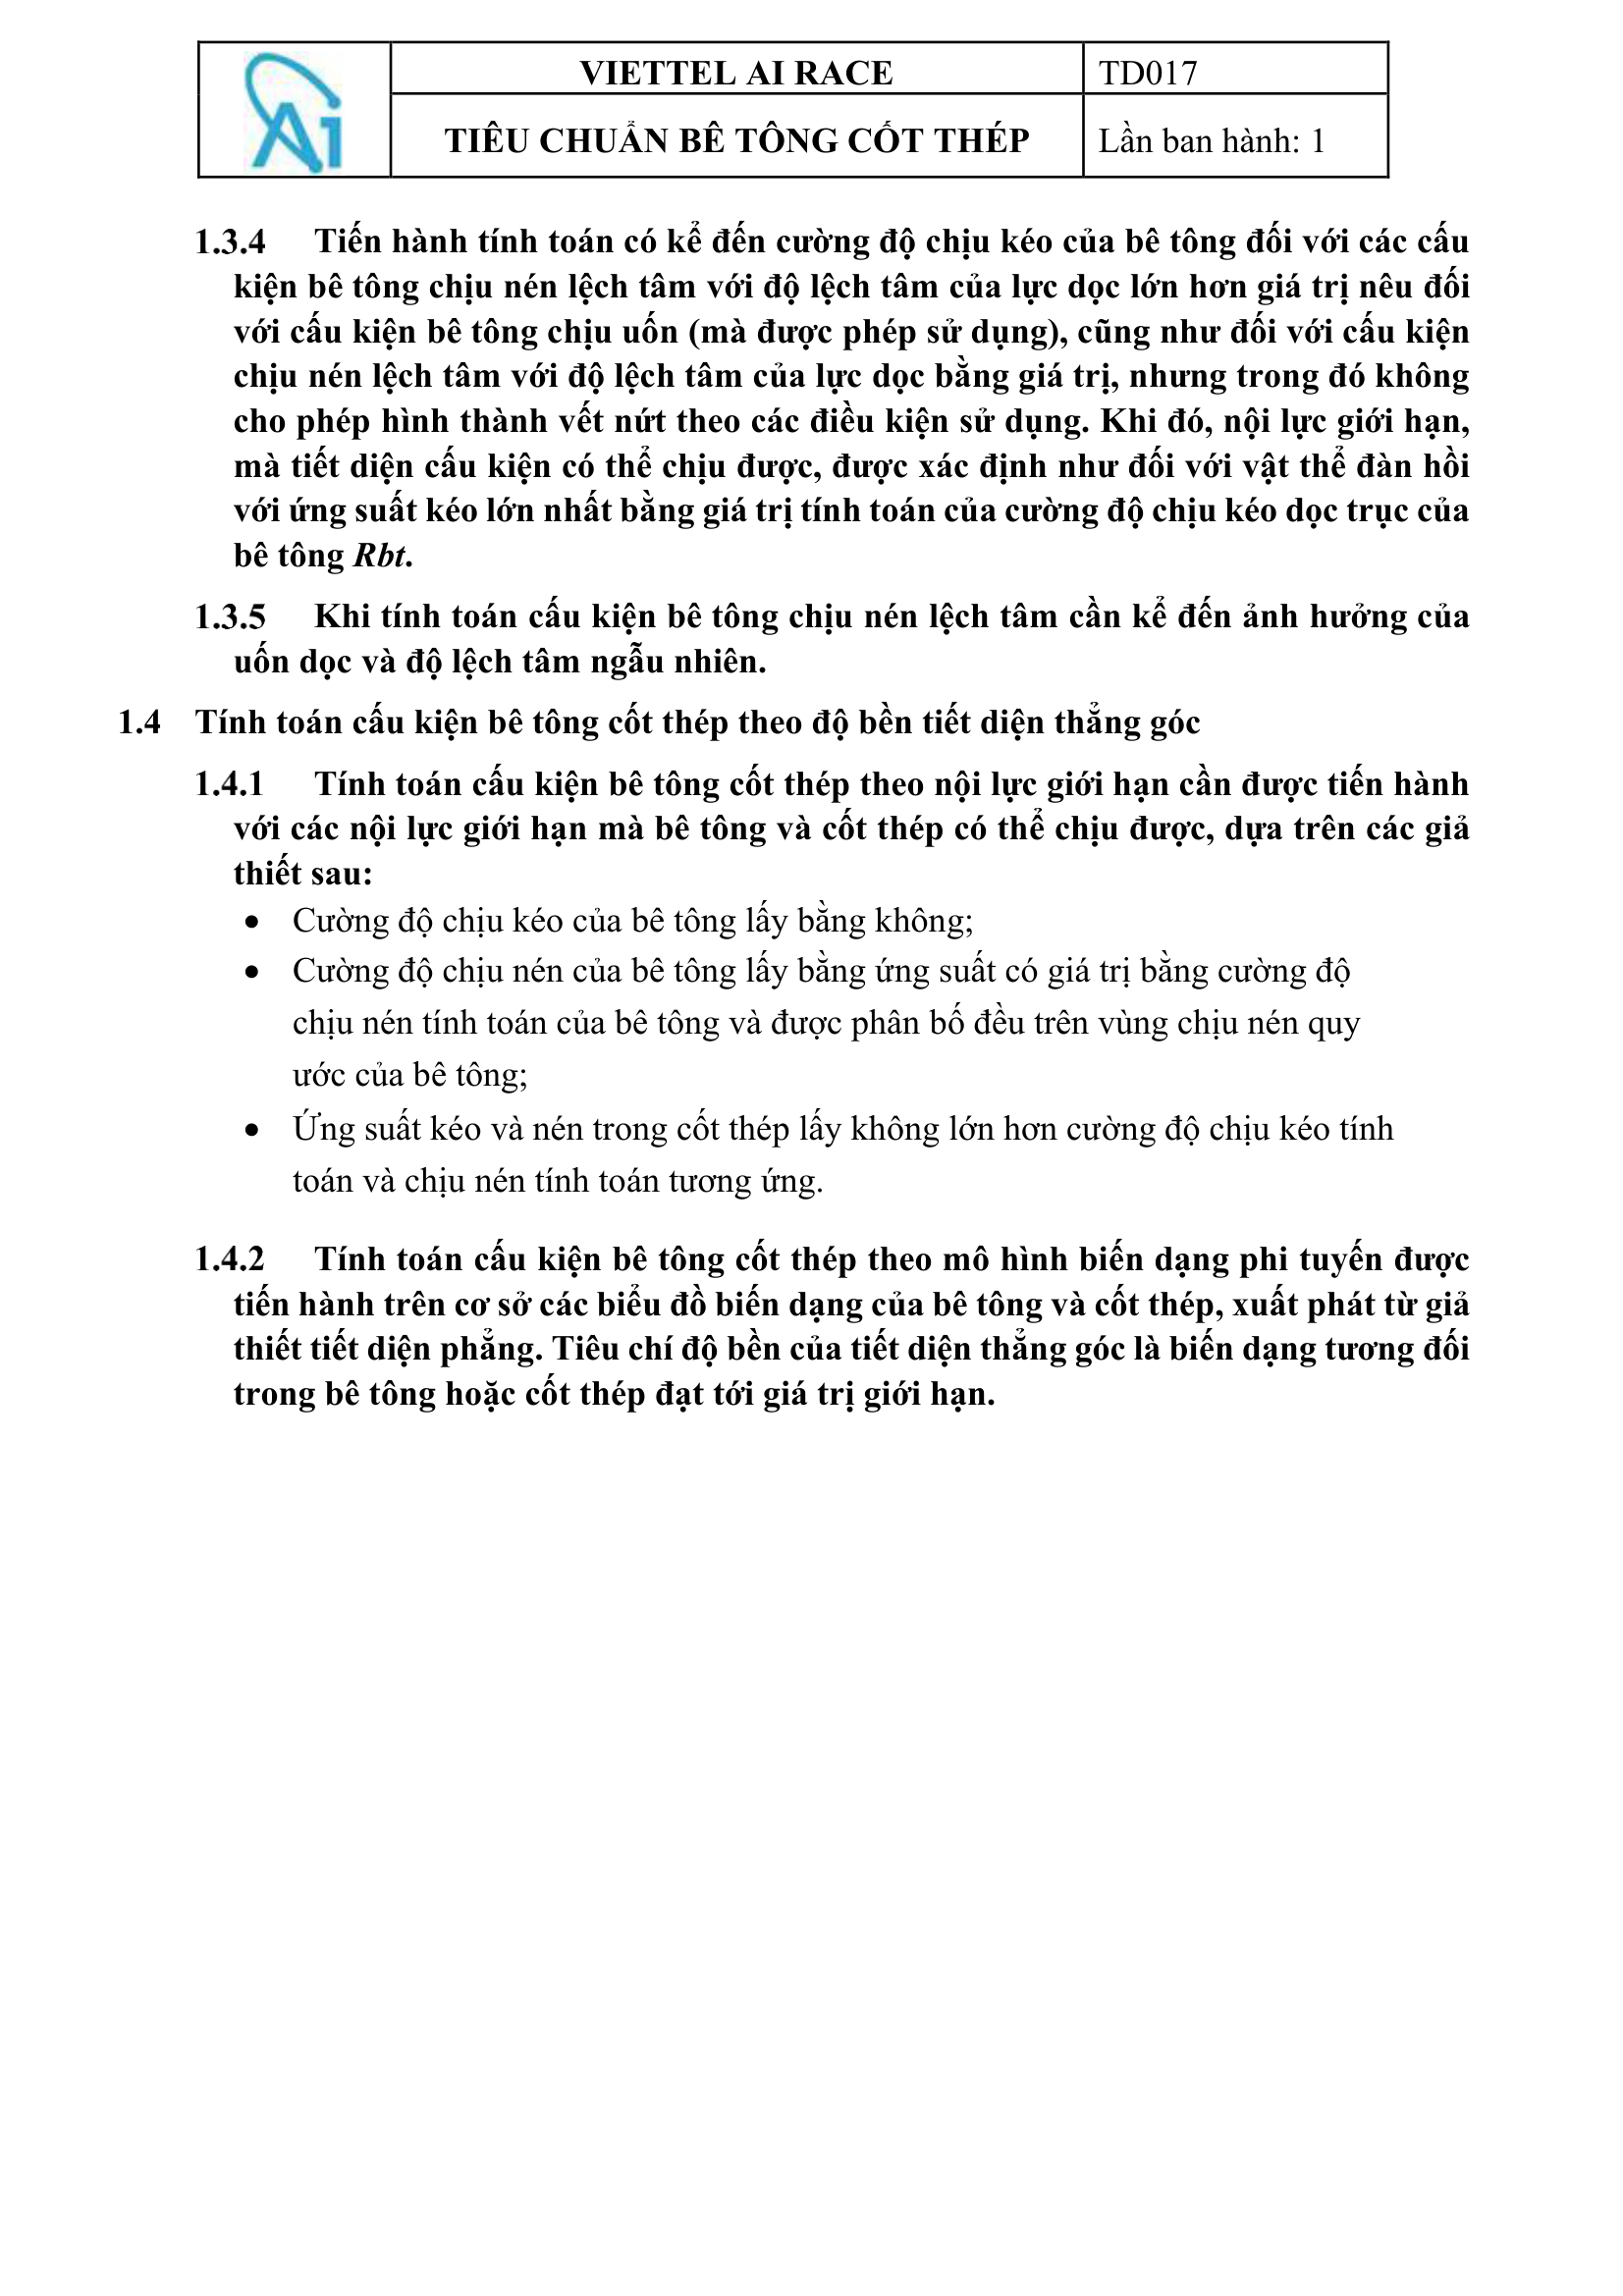 Ai
VIETTEL AI RACE
TD017
TIÊU CHUẨN BÊ TÔNG CỐT THÉP
Lần ban hành: 1
1.3.4 Tiến hành tính toán có kể đến cường độ chịu kéo của bê tông đối với các cấu
kiện bê tông chịu nén lệch tâm với độ lệch tâm của lực dọc lớn hơn giá trị nêu đối
với cấu kiện bê tông chịu uốn (mà được phép sử dụng), cũng như đối với cấu kiện
chịu nén lệch tâm với độ lệch tâm của lực dọc bằng giá trị, nhưng trong đó không
cho phép hình thành vết nứt theo các điều kiện sử dụng. Khi đó, nội lực giới hạn,
mà tiết diện cấu kiện có thể chịu được, được xác định như đối với vật thể đàn hồi
với ứng suất kéo lớn nhất bằng giá trị tính toán của cường độ chịu kéo dọc trục của
bê tông Rbt.
1.3.5 Khi tính toán cấu kiện bê tông chịu nén lệch tâm cần kể đến ảnh hưởng của
uốn dọc và độ lệch tâm ngẫu nhiên.
1.4 Tính toán cấu kiện bê tông cốt thép theo độ bền tiết diện thẳng góc
1.4.1 Tính toán cấu kiện bê tông cốt thép theo nội lực giới hạn cần được tiến hành
với các nội lực giới hạn mà bê tông và cốt thép có thể chịu được, dựa trên các giả
thiết sau:
• Cường độ chịu kéo của bê tông lấy bằng không;
• Cường độ chịu nén của bê tông lấy bằng ứng suất có giá trị bằng cường độ
chịu nén tính toán của bê tông và được phân bố đều trên vùng chịu nén quy
ước của bê tông;
• Ứng suất kéo và nén trong cốt thép lấy không lớn hơn cường độ chịu kéo tính
toán và chịu nén tính toán tương ứng.
1.4.2 Tính toán cấu kiện bê tông cốt thép theo mô hình biến dạng phi tuyến được
tiến hành trên cơ sở các biểu đồ biến dạng của bê tông và cốt thép, xuất phát từ giả
thiết tiết diện phẳng. Tiêu chí độ bền của tiết diện thẳng góc là biến dạng tương đối
trong bê tông hoặc cốt thép đạt tới giá trị giới hạn.